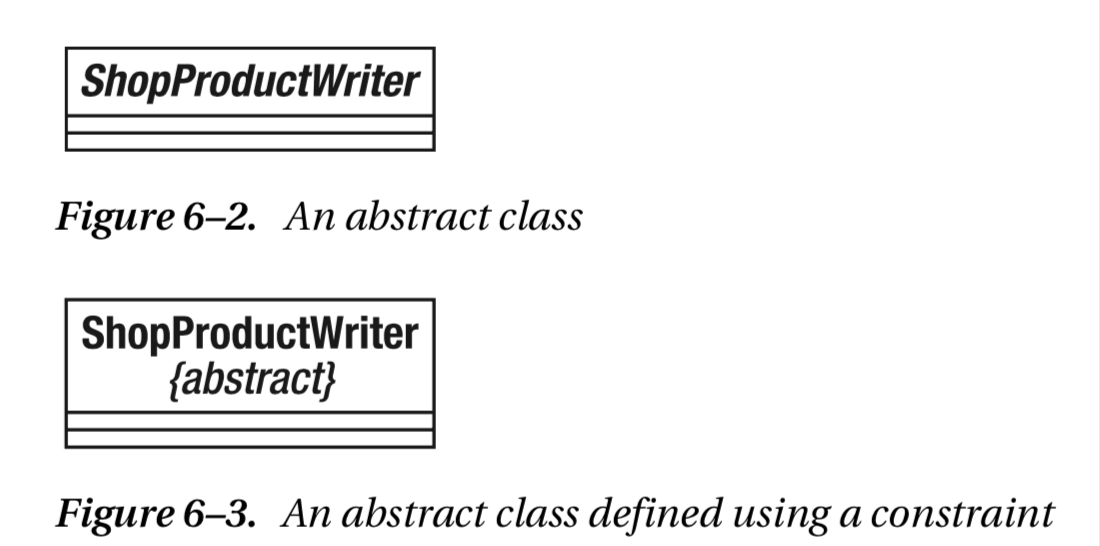 ShopProductWriter
Figure 6–2. An abstract class
ShopProductWriter
{abstract}
Figure 6–3. An abstract class defined using a constraint